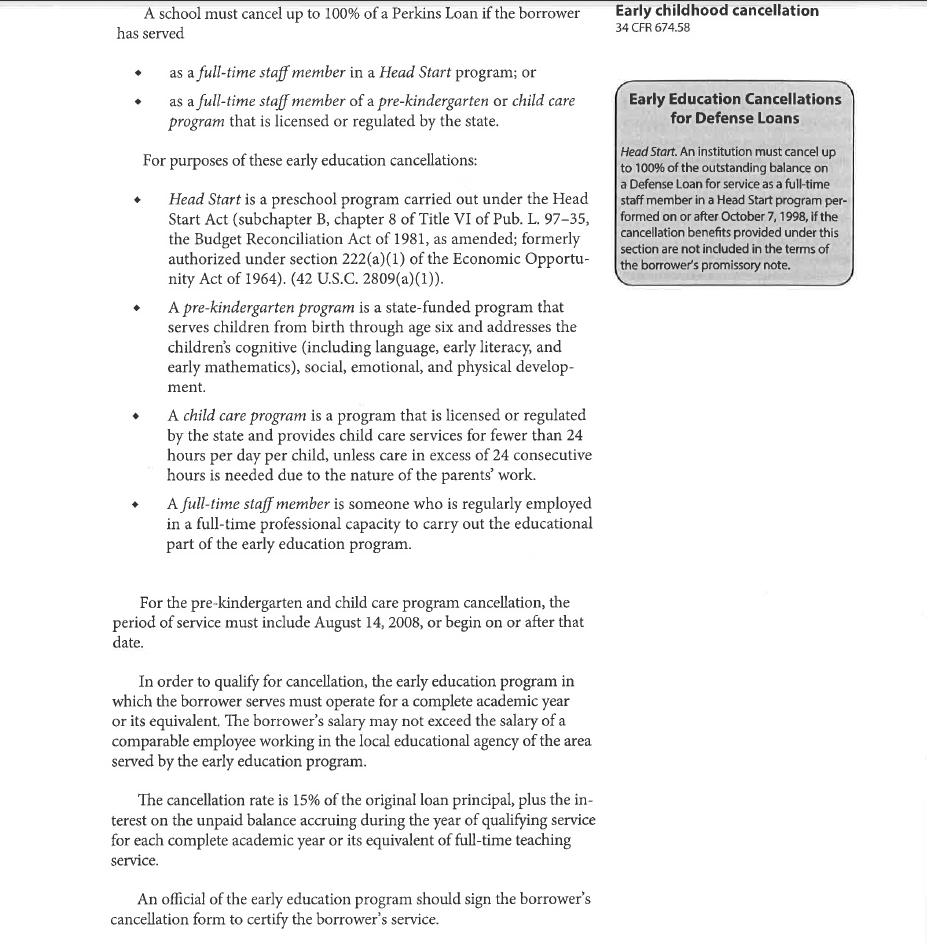 A school must cancel up to 100% of a Perkins Loan if the borrower
has served
◆ as a full-time staff member in a Head Start program; or
◆ as a full-time staff member of a pre-kindergarten or child care
program that is licensed or regulated by the state.
For purposes of these early education cancellations:
◆ Head Start is a preschool program carried out under the Head
Start Act (subchapter B, chapter 8 of Title VI of Pub. L. 97–35,
the Budget Reconciliation Act of 1981, as amended; formerly
authorized under section 222(a)(1) of the Economic Opportu-
nity Act of 1964). (42 U.S.C. 2809(a)(1)).
◆ A pre-kindergarten program is a state-funded program that
serves children from birth through age six and addresses the
children's cognitive (including language, early literacy, and
early mathematics), social, emotional, and physical develop-
ment.
◆ A child care program is a program that is licensed or regulated
by the state and provides child care services for fewer than 24
hours per day per child, unless care in excess of 24 consecutive
hours is needed due to the nature of the parents' work.
◆ A full-time staff member is someone who is regularly employed
in a full-time professional capacity to carry out the educational
part of the early education program.
For the pre-kindergarten and child care program cancellation, the
period of service must include August 14, 2008, or begin on or after that
date.
In order to qualify for cancellation, the early education program in
which the borrower serves must operate for a complete academic year
or its equivalent. The borrower's salary may not exceed the salary of a
comparable employee working in the local educational agency of the area
served by the early education program.
The cancellation rate is 15% of the original loan principal, plus the in-
terest on the unpaid balance accruing during the year of qualifying service
for each complete academic year or its equivalent of full-time teaching
service.
An official of the early education program should sign the borrower's
cancellation form to certify the borrower's service.
Early childhood cancellation
34 CFR 674.58
Early Education Cancellations
for Defense Loans
Head Start. An institution must cancel up
to 100% of the outstanding balance on
a Defense Loan for service as a full-time
staff member in a Head Start program per-
formed on or after October 7, 1998, if the
cancellation benefits provided under this
section are not included in the terms of
the borrower's promissory note.